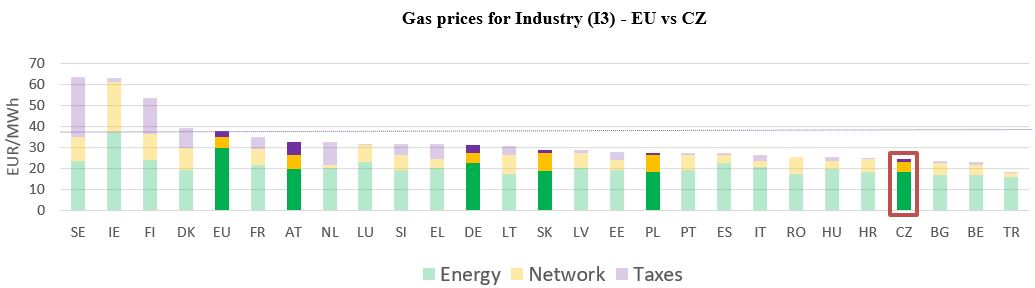 Gas prices for Industry (I3) - EU vs CZ
EUR/MWh
70
60
50
40
30
20
10
0
SE IE FI DK EU FR AT NL LU SI EL DE LT SK LV EE PL PT ES IT RO HU HR CZ BG BE TR
Energy Network Taxes